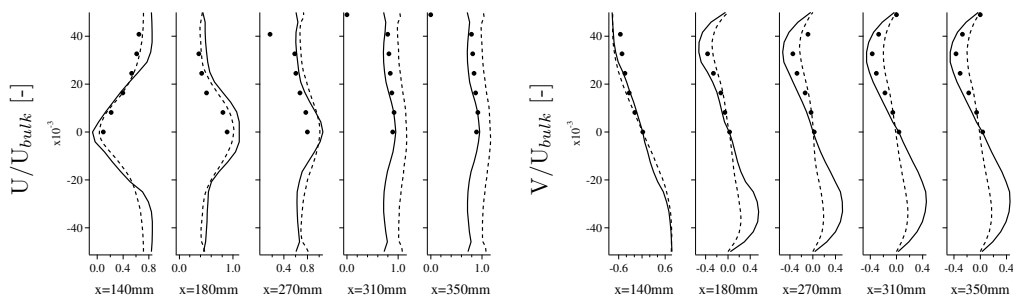 U/U_bulk [-]
x10^-3
40
20
0
-20
-40
0.0 0.4 0.8
x=140mm
0.0 1.0
x=180mm
0.4 0.8
x=270mm
0.0 1.0
x=310mm
0.0 1.0
x=350mm
V/U_bulk [-]
x10^-3
40
20
0
-20
-40
-0.6 0.6
x=140mm
-0.4 0.0 0.4
x=180mm
-0.4 0.0 0.4
x=270mm
-0.4 0.0 0.4
x=310mm
-0.4 0.0 0.4
x=350mm